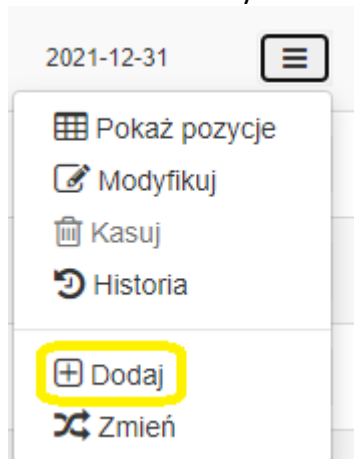 2021-12-31
Pokaż pozycje
Modyfikuj
Kasuj
Historia
Dodaj
Zmień